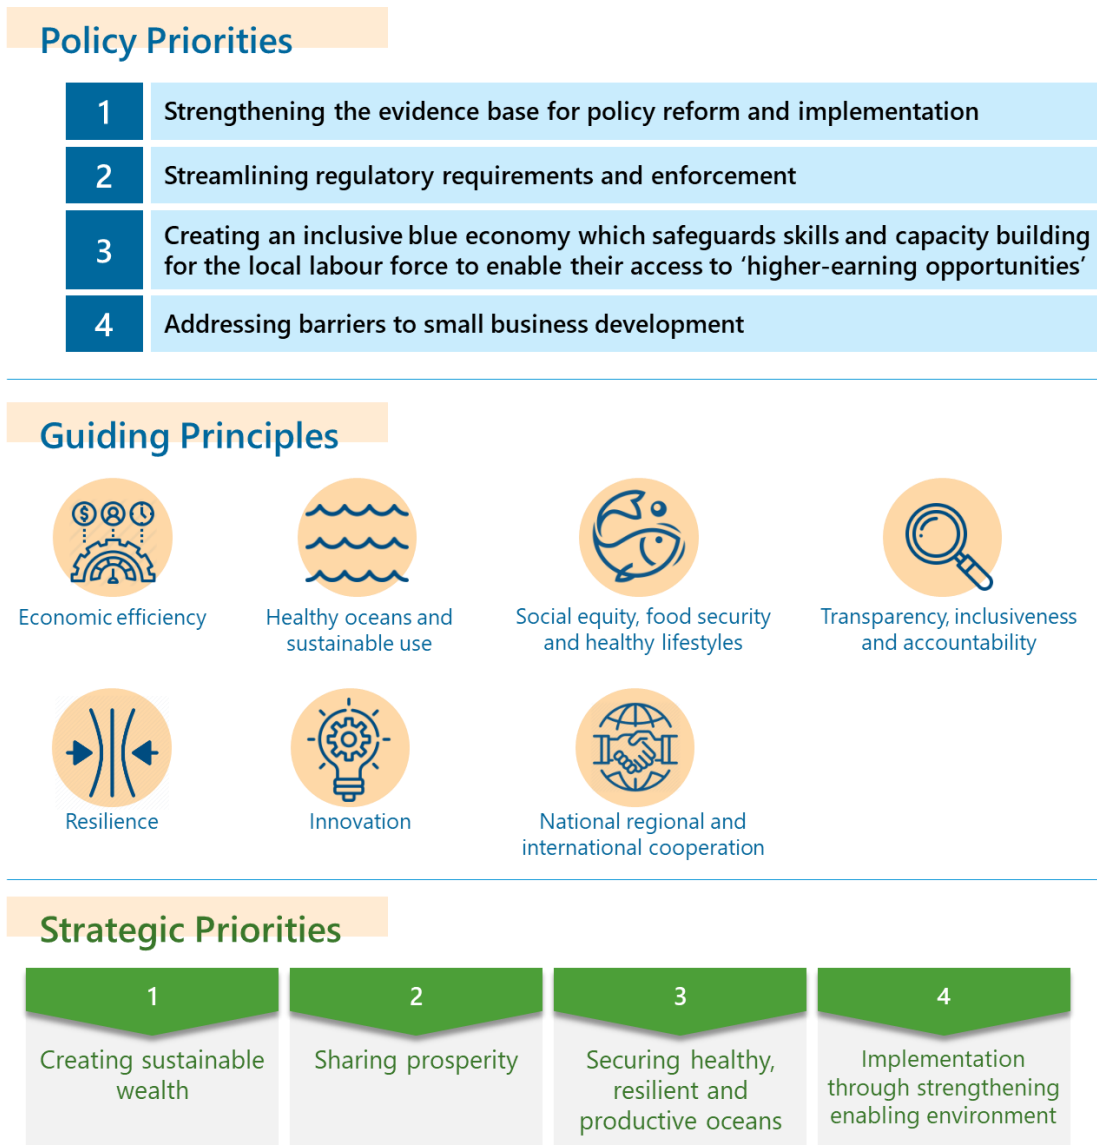 Policy Priorities
1
Strengthening the evidence base for policy reform and implementation
2
Streamlining regulatory requirements and enforcement
3
Creating an inclusive blue economy which safeguards skills and capacity building
for the local labour force to enable their access to ‘higher-earning opportunities’
4
Addressing barriers to small business development
Guiding Principles
$
Economic efficiency
Healthy oceans and
sustainable use
Social equity, food security
and healthy lifestyles
Transparency, inclusiveness
and accountability
Resilience
Innovation
National regional and
international cooperation
Strategic Priorities
1
Creating sustainable
wealth
2
Sharing prosperity
3
Securing healthy,
resilient and
productive oceans
4
Implementation
through strengthening
enabling environment